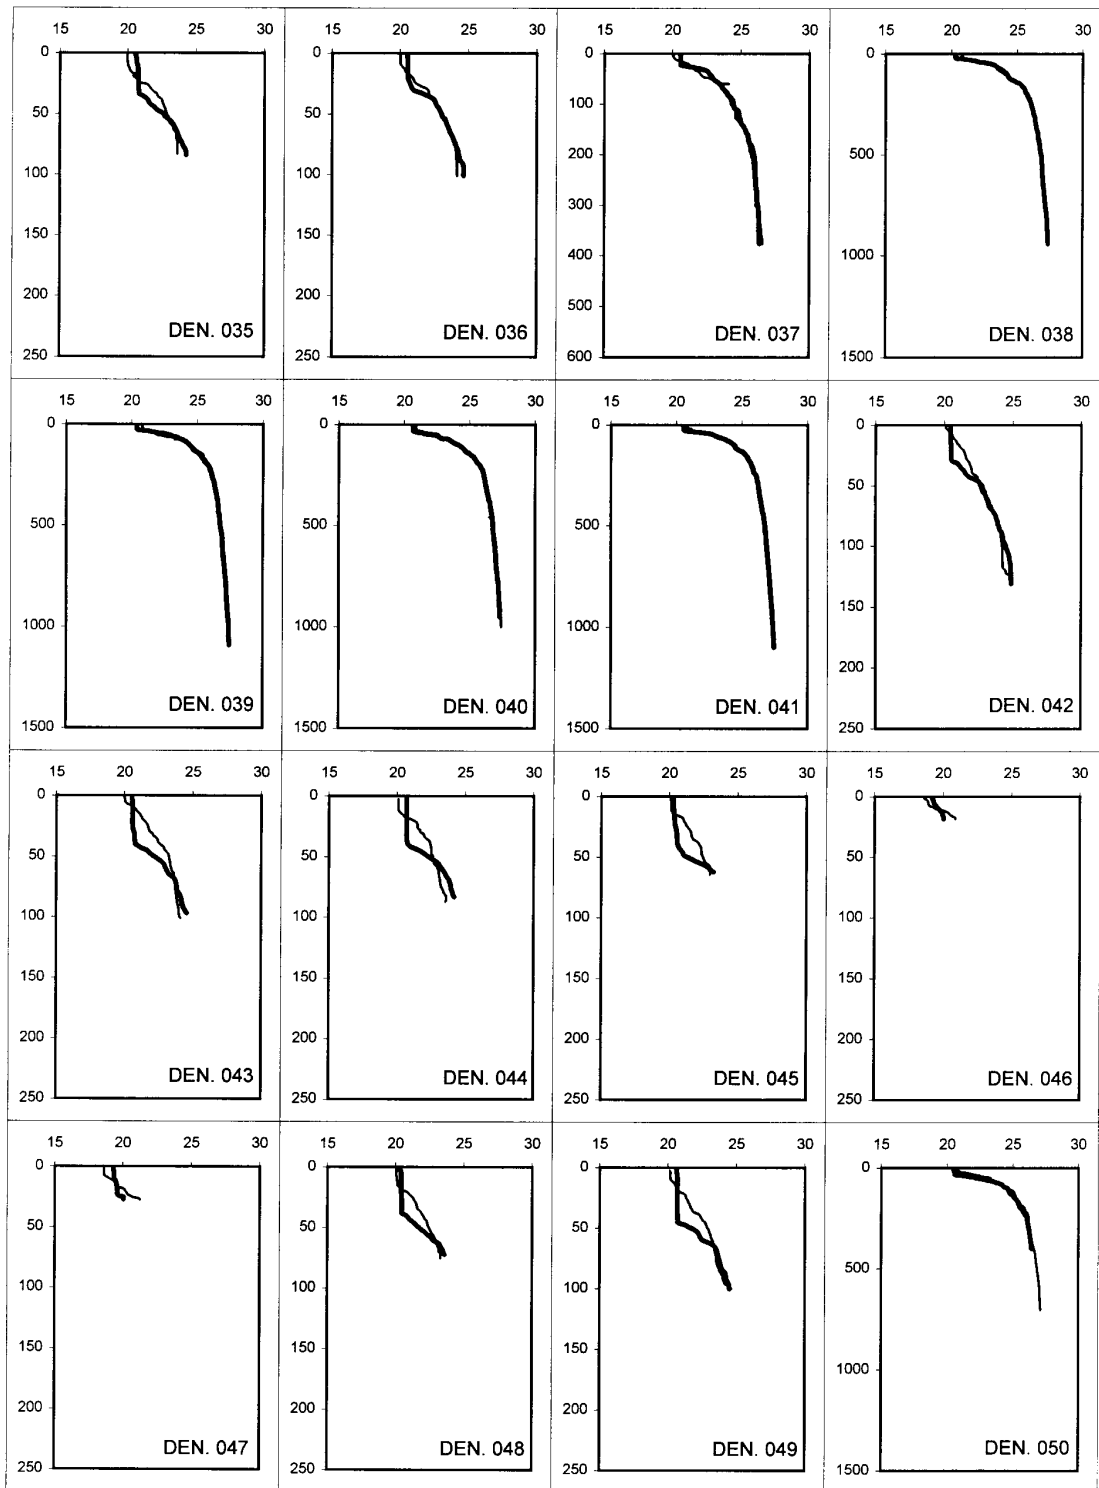 15 20 25 30 15 20 25 30 15 20 25 30 15 20 25 30
0 0 0 0
50 50 100
100 100 200 500
150 150 300
200 200 400 1000
500
DEN. 035 DEN. 036 DEN. 037 DEN. 038
250 250 600 1500
15 20 25 30 15 20 25 30 15 20 25 30 15 20 25 30
0 0 0 0
50
500 500 500 100
150
1000 1000 1000 200
DEN. 039 DEN. 040 DEN. 041 DEN. 042
1500 1500 1500 250
15 20 25 30 15 20 25 30 15 20 25 30 15 20 25 30
0 0 0 0
50 50 50 50
100 100 100 100
150 150 150 150
200 200 200 200
DEN. 043 DEN. 044 DEN. 045 DEN. 046
250 250 250 250
15 20 25 30 15 20 25 30 15 20 25 30 15 20 25 30
0 0 0 0
50 50 50
100 100 100 500
150 150 150
200 200 200 1000
DEN. 047 DEN. 048 DEN. 049 DEN. 050
250 250 250 1500